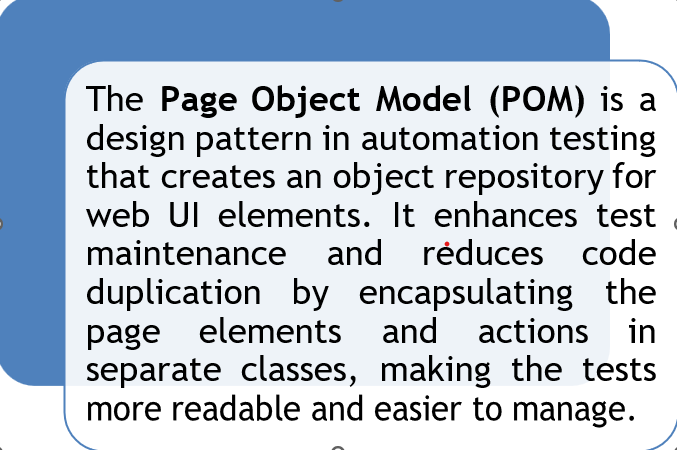 The Page Object Model (POM) is a
design pattern in automation testing
that creates an object repository for
web UI elements. It enhances test
maintenance and reduces code
duplication by encapsulating the
page elements and actions in
separate classes, making the tests
more readable and easier to manage.